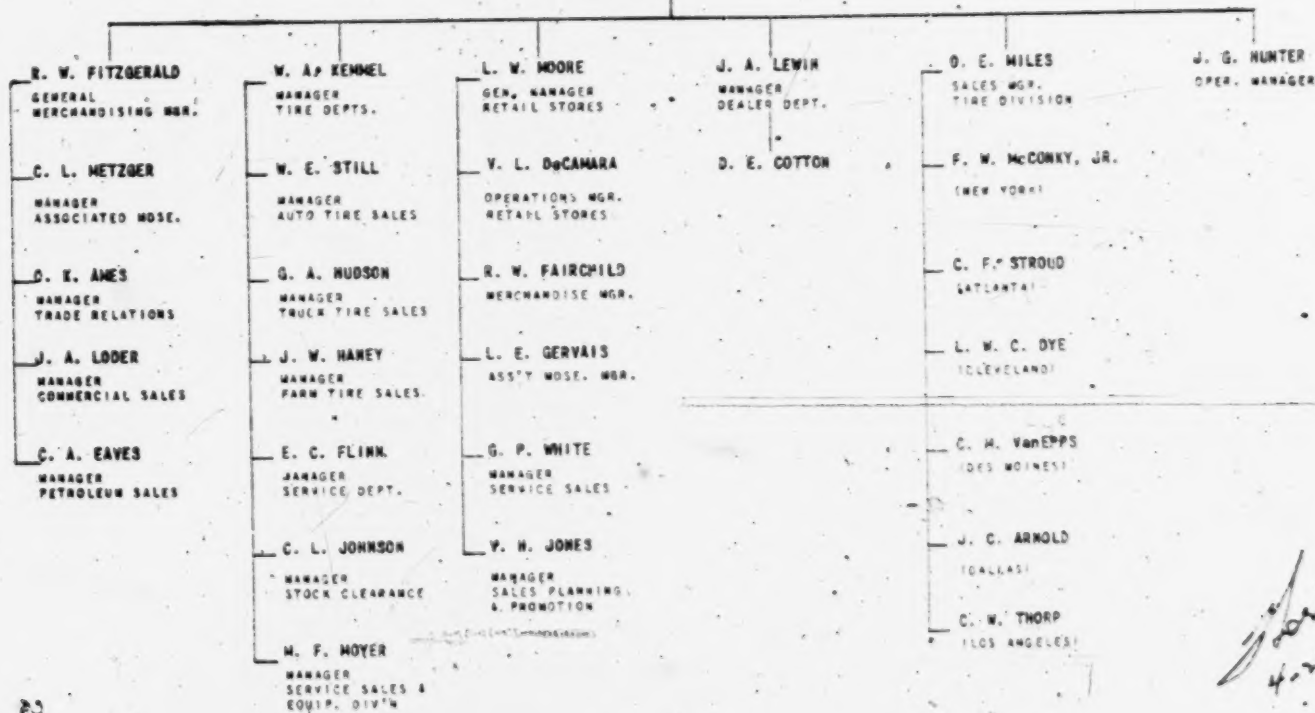 R. W. FITZGERALD
GENERAL
MERCHANDISING MGR.
C. L. METZGER
MANAGER
ASSOCIATED MDSE.
O. K. AMES
MANAGER
TRADE RELATIONS
J. A. LODER
MANAGER
COMMERCIAL SALES
C. A. EAVES
MANAGER
PETROLEUM SALES
W. A. KEMMEL
MANAGER
TIRE DEPTS.
W. E. STILL
MANAGER
AUTO TIRE SALES
G. A. HUDSON
MANAGER
TRUCK TIRE SALES
J. W. HANEY
MANAGER
FARM TIRE SALES
E. C. FLINN
MANAGER
SERVICE DEPT.
C. L. JOHNSON
MANAGER
STOCK CLEARANCE
M. F. MOYER
MANAGER
SERVICE SALES &
EQUIP. DIV'N
L. W. MOORE
GEN. MANAGER
RETAIL STORES
V. L. DeCAMARA
OPERATIONS MGR.
RETAIL STORES
R. W. FAIRCHILD
MERCHANDISE MGR.
L. E. GERVAIS
ASS'T MDSE. MGR.
G. P. WHITE
MANAGER
SERVICE SALES
V. H. JONES
MANAGER
SALES PLANNING
& PROMOTION
J. A. LEWIN
MANAGER
DEALER DEPT.
D. E. COTTON
O. E. MILES
SALES MGR.
TIRE DIVISION
F. W. McCONKY, JR.
(NEW YORK)
C. F. STROUD
(ATLANTA)
L. W. C. DYE
(CLEVELAND)
C. H. VanEPPS
(DES MOINES)
J. C. ARNOLD
(DALLAS)
C. W. THORP
(LOS ANGELES)
J. G. HUNTER
OPER. MANAGER